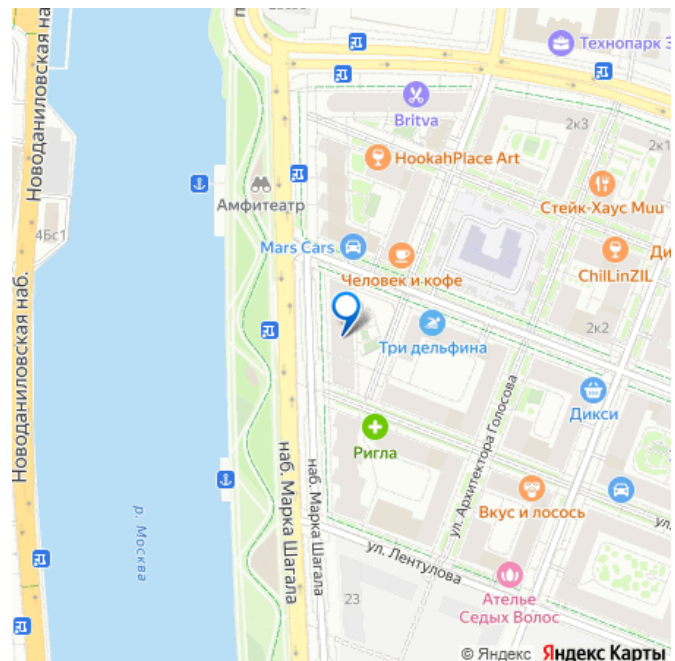 Новоданиловская наб.
Технопарк З
Britva
2к3
2к1
HookahPlace Art
Стейк-Хаус Muu
Амфитеатр
4Бс1
Mars Cars
Человек и кофе
ChilLinZIL
Ди
Новоданиловская наб.
2к2
Три дельфина
Дикси
ул. Архитектора Голосова
Ригла
наб. Марка Шагала
наб. Марка Шагала
Вкус и лосось
ул.
р. Москва
ул. Лентулова
23
Ателье
Седых Волос
© Яндекс Яндекс Карты